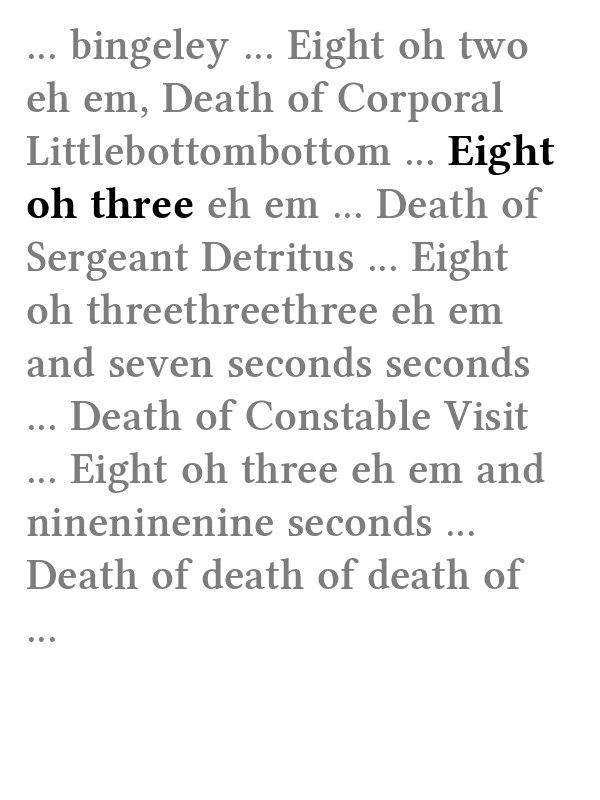 ... bingeley ... Eight oh two
eh em, Death of Corporal
Littlebottombottom ... Eight
oh three eh em ... Death of
Sergeant Detritus ... Eight
oh threethreethree eh em
and seven seconds seconds
... Death of Constable Visit
... Eight oh three eh em and
nineninenine seconds ...
Death of death of death of
...